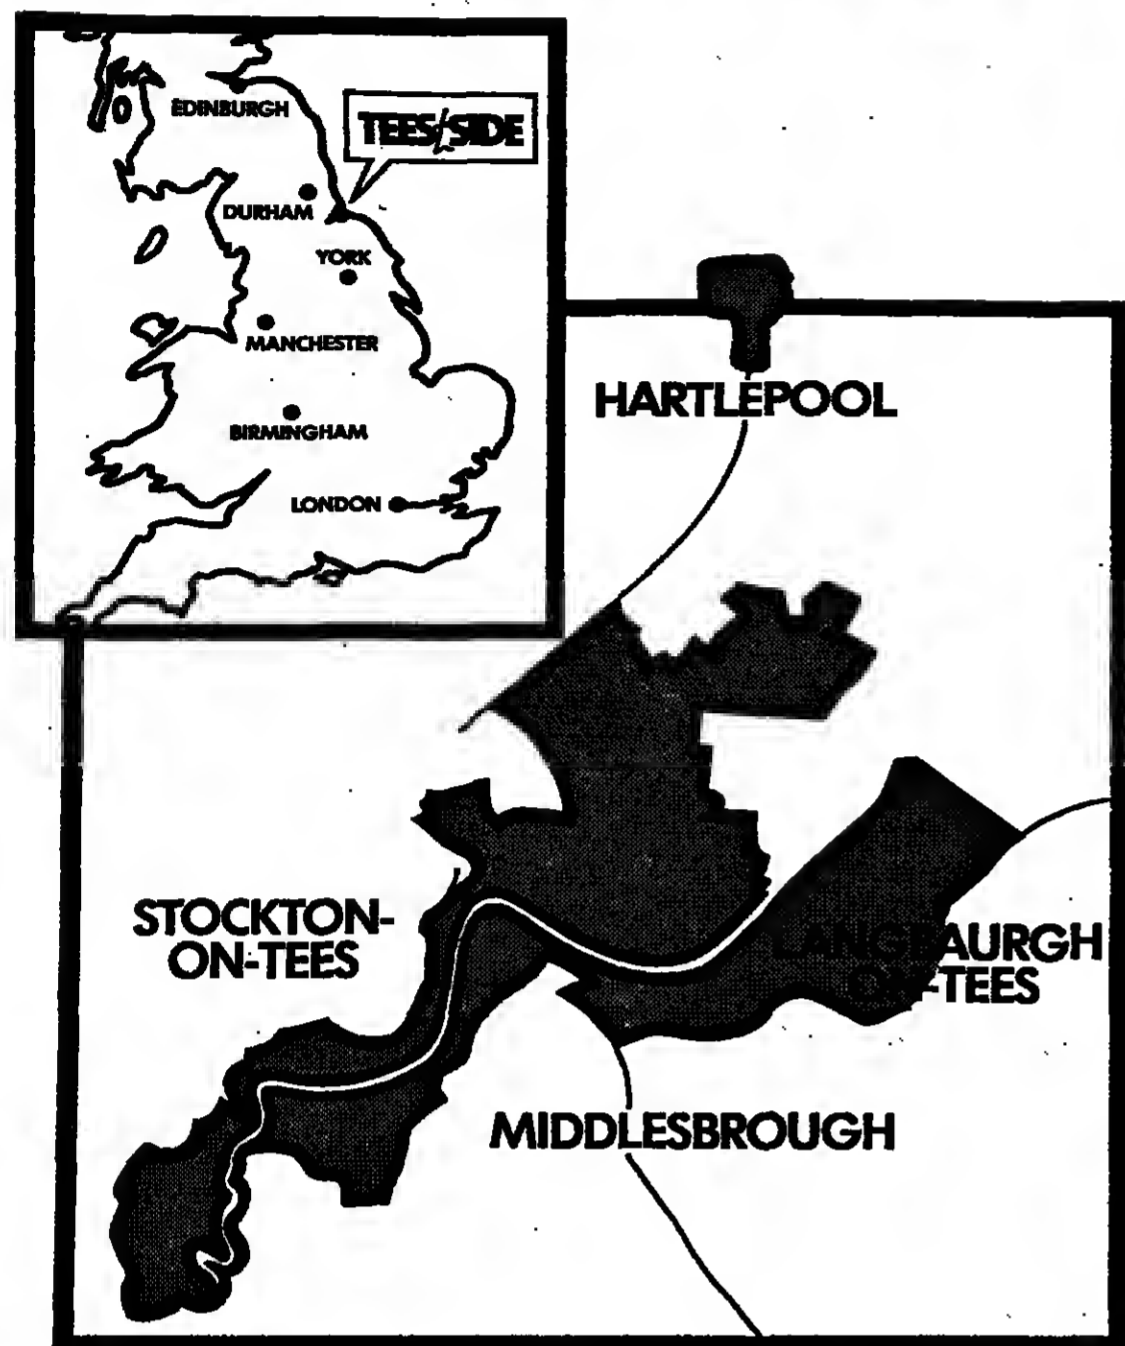 EDINBURGH
TEES/SIDE
DURHAM
YORK
MANCHESTER
BIRMINGHAM
LONDON
HARTLEPOOL
STOCKTON-
ON-TEES
LANGBAURGH
ON-TEES
MIDDLESBROUGH